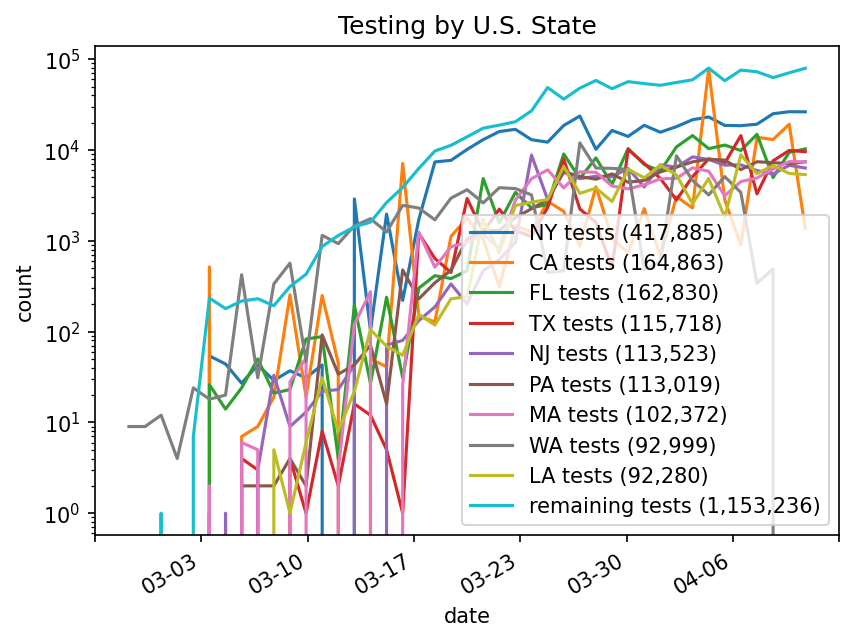 Testing by U.S. State
10^5
10^4
10^3
10^2
10^1
10^0
count
NY tests (417,885)
CA tests (164,863)
FL tests (162,830)
TX tests (115,718)
NJ tests (113,523)
PA tests (113,019)
MA tests (102,372)
WA tests (92,999)
LA tests (92,280)
remaining tests (1,153,236)
03-03 03-10 03-17 03-23 03-30 04-06
date